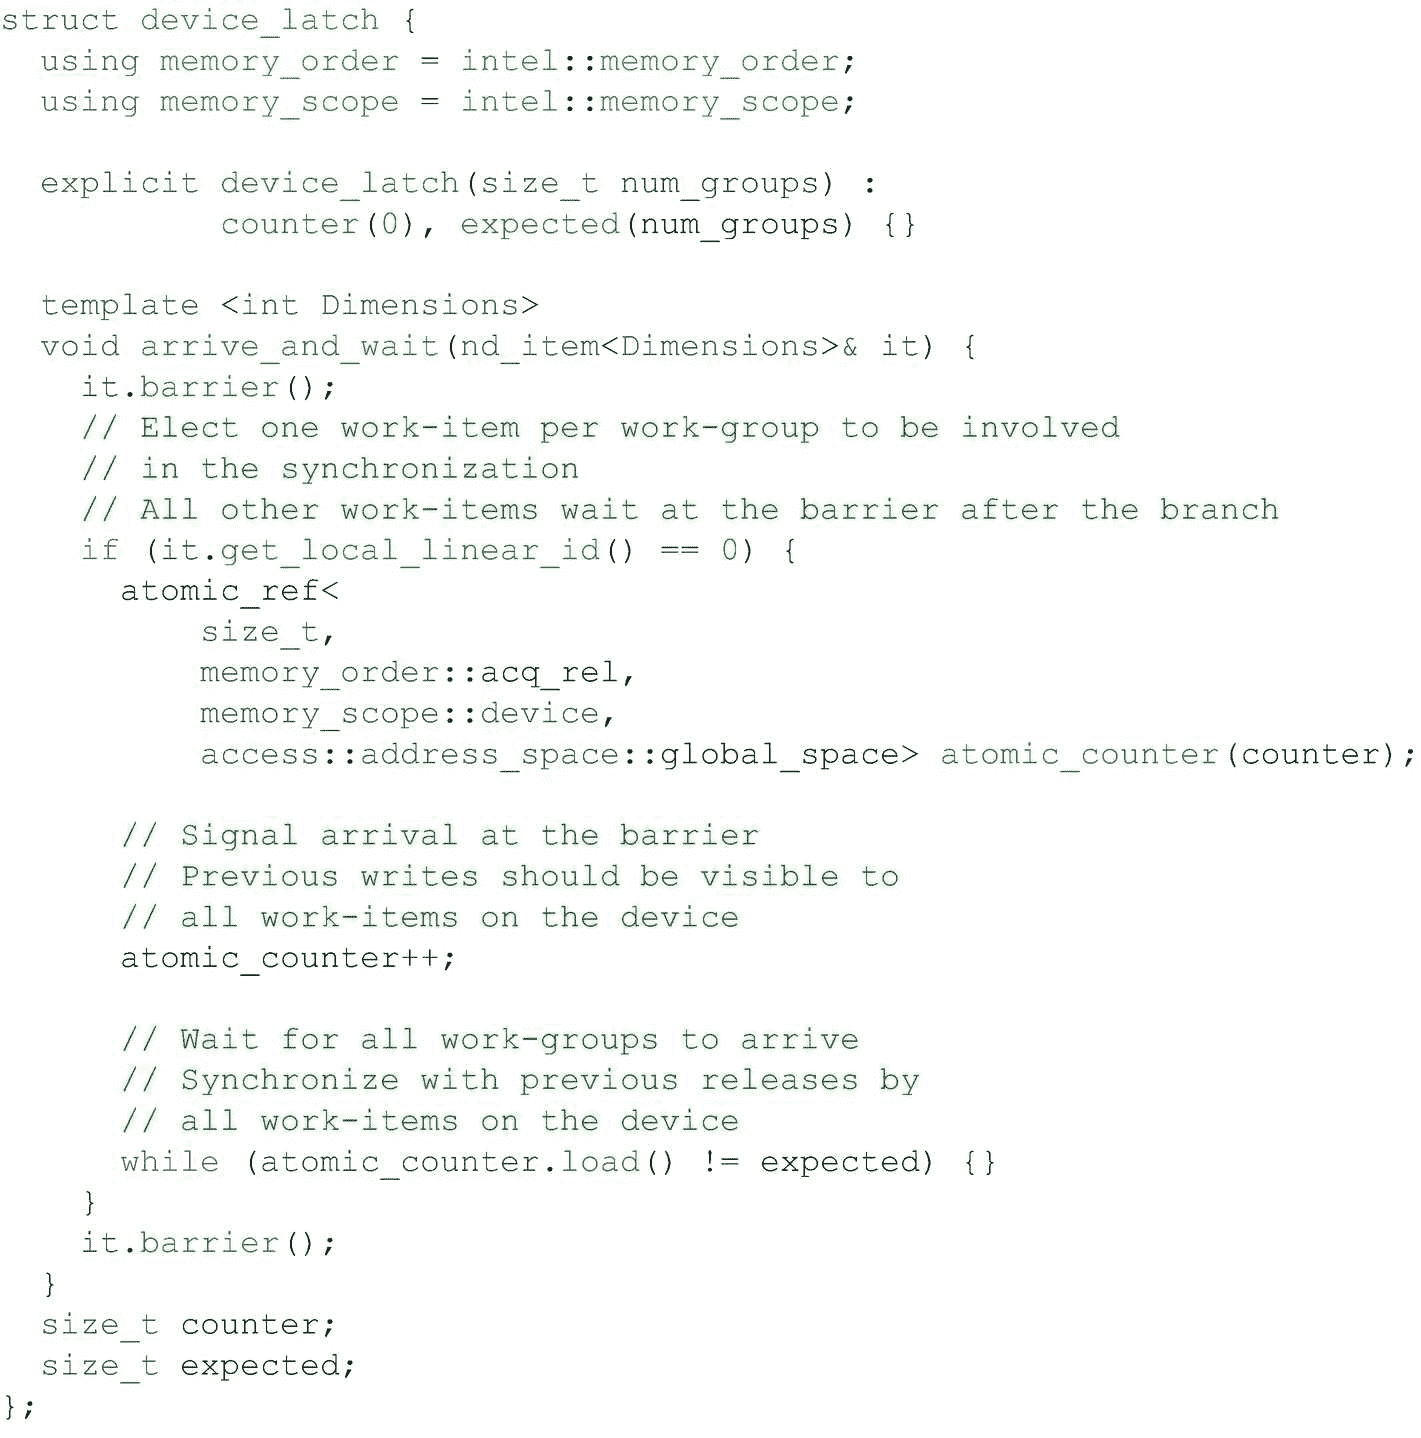 struct device_latch {
  using memory_order = intel::memory_order;
  using memory_scope = intel::memory_scope;

  explicit device_latch(size_t num_groups) :
           counter(0), expected(num_groups) {}

  template <int Dimensions>
  void arrive_and_wait(nd_item<Dimensions>& it) {
    it.barrier();
    // Elect one work-item per work-group to be involved
    // in the synchronization
    // All other work-items wait at the barrier after the branch
    if (it.get_local_linear_id() == 0) {
      atomic_ref<
          size_t,
          memory_order::acq_rel,
          memory_scope::device,
          access::address_space::global_space> atomic_counter(counter);

      // Signal arrival at the barrier
      // Previous writes should be visible to
      // all work-items on the device
      atomic_counter++;

      // Wait for all work-groups to arrive
      // Synchronize with previous releases by
      // all work-items on the device
      while (atomic_counter.load() != expected) {}
    }
    it.barrier();
  }
  size_t counter;
  size_t expected;
};